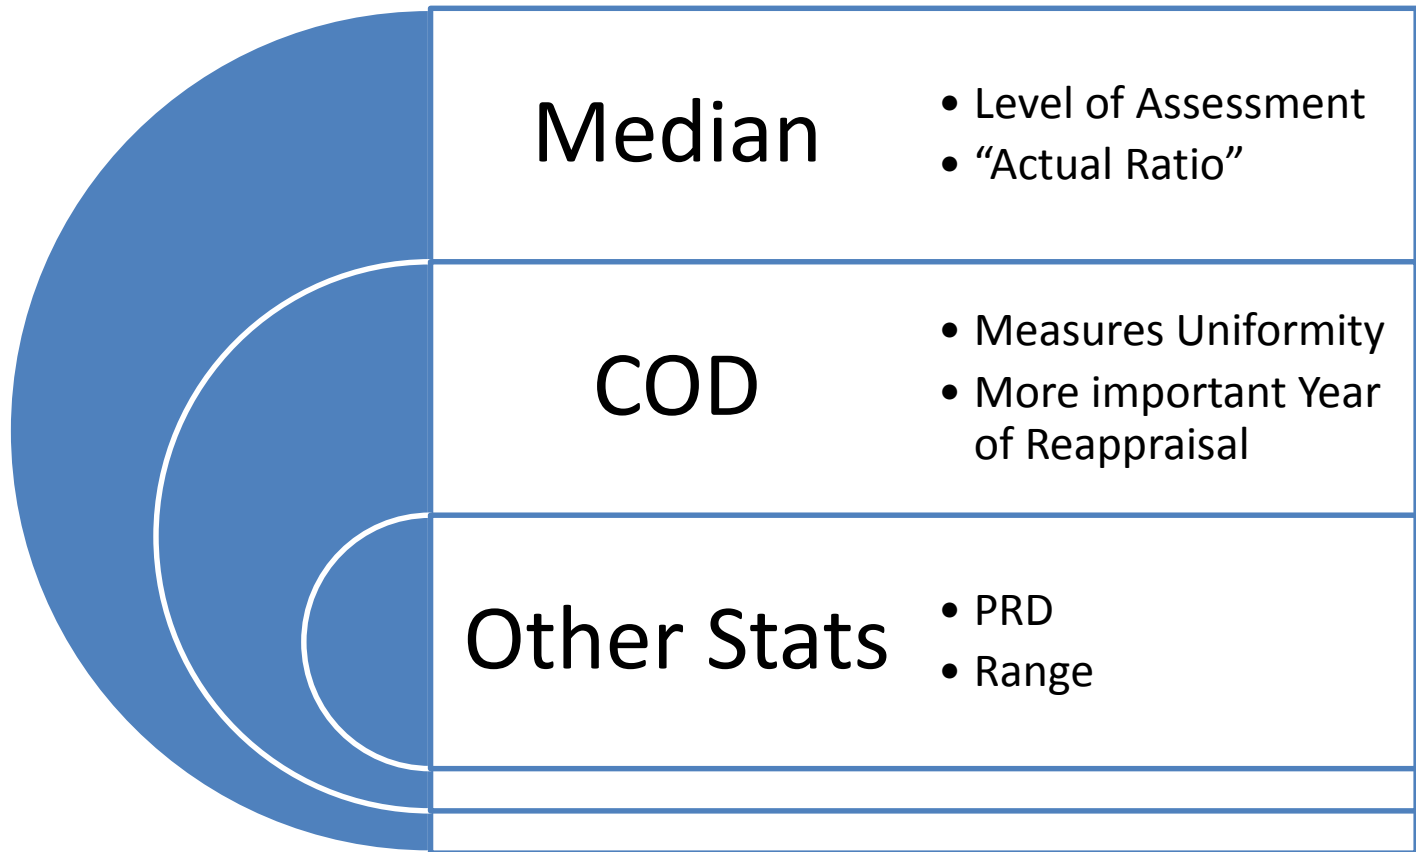 Median
• Level of Assessment
• “Actual Ratio”
COD
• Measures Uniformity
• More important Year
of Reappraisal
Other Stats
• PRD
• Range